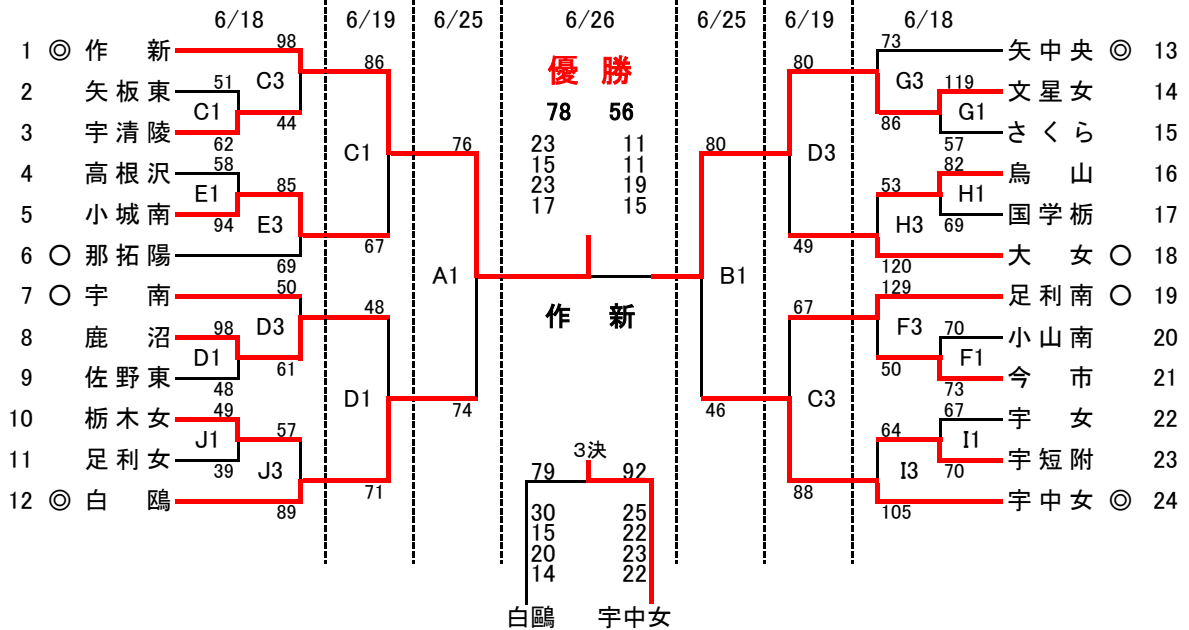 6/18 6/19 6/25 6/26 6/25 6/19 6/18
1 ◎ 作新 98 86 優勝 80 73 矢中央 ◎ 13
2 矢板東 51 C3 G3 119 文星女 14
C1 78 56 G1
3 宇清陵 62 44 86 57 さくら 15
C1 76 23 11 80 D3
15 11
4 高根沢 58 23 19 82 烏山 16
E1 85 17 15 53 H1
5 小城南 94 E3 H3 69 国学栃 17
67 49
6 ○ 那拓陽 69 120 大女 ○ 18
A1 B1
7 ○ 宇南 50 48 作新 67 129 足利南 ○ 19
8 鹿沼 98 D3 F3 70 小山南 20
D1 F1
9 佐野東 48 61 50 73 今市 21
D1 74 46 C3
10 栃木女 49 67 宇女 22
J1 57 3決 64 I1
11 足利女 39 J3 79 92 I3 70 宇短附 23
71 88
12 ◎ 白鷗 89 105 宇中女 ◎ 24
30 25
15 22
20 23
14 22
白鷗 宇中女